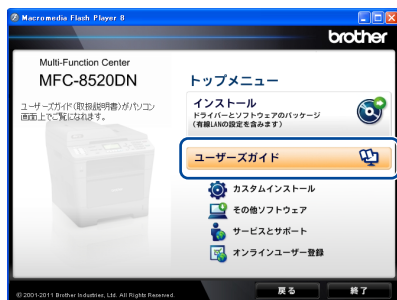 Macromedia Flash Player 8
brother
Multi-Function Center
MFC-8520DN
ユーザーズガイド(取扱説明書)がパソコン
画面上でご覧になれます。
トップメニュー
インストール
ドライバーとソフトウェアのパッケージ
(有線LANの設定を含みます)
ユーザーズガイド
カスタムインストール
その他ソフトウェア
サービスとサポート
オンラインユーザー登録
© 2001-2011 Brother Industries, Ltd. All Rights Reserved.
戻る
終了